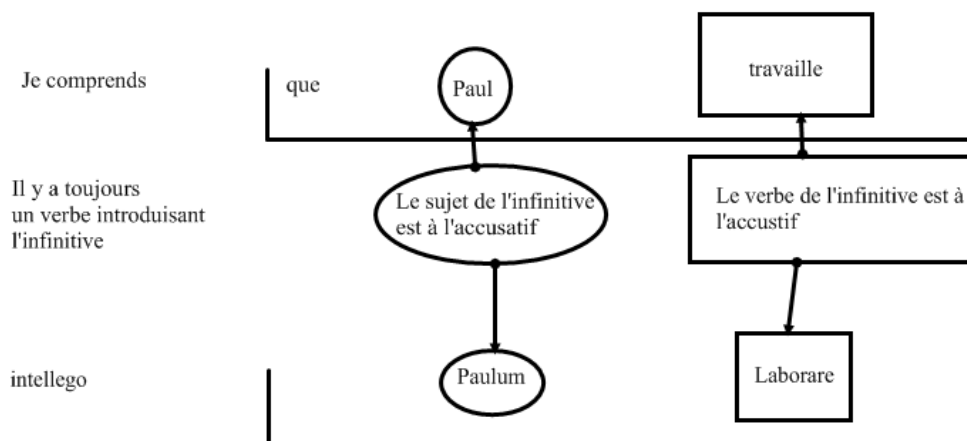 Je comprends
que
Paul
travaille
Il y a toujours
un verbe introduisant
l'infinitive
Le sujet de l'infinitive
est à l'accusatif
Le verbe de l'infinitive est à
l'accustif
intellego
Paulum
Laborare